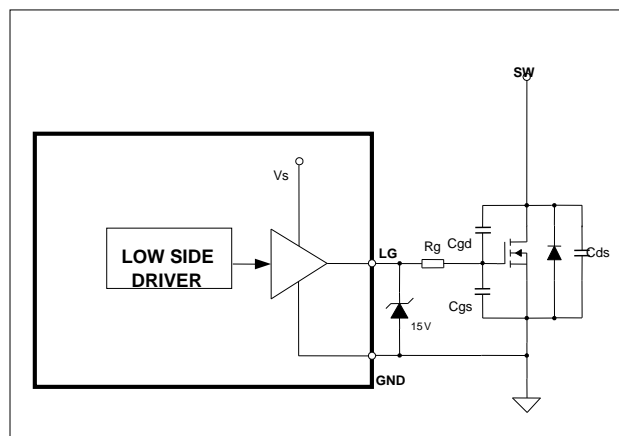 SW
Vs
LOW SIDE
DRIVER
LG
Rg
Cgd
Cgs
Cds
15V
GND